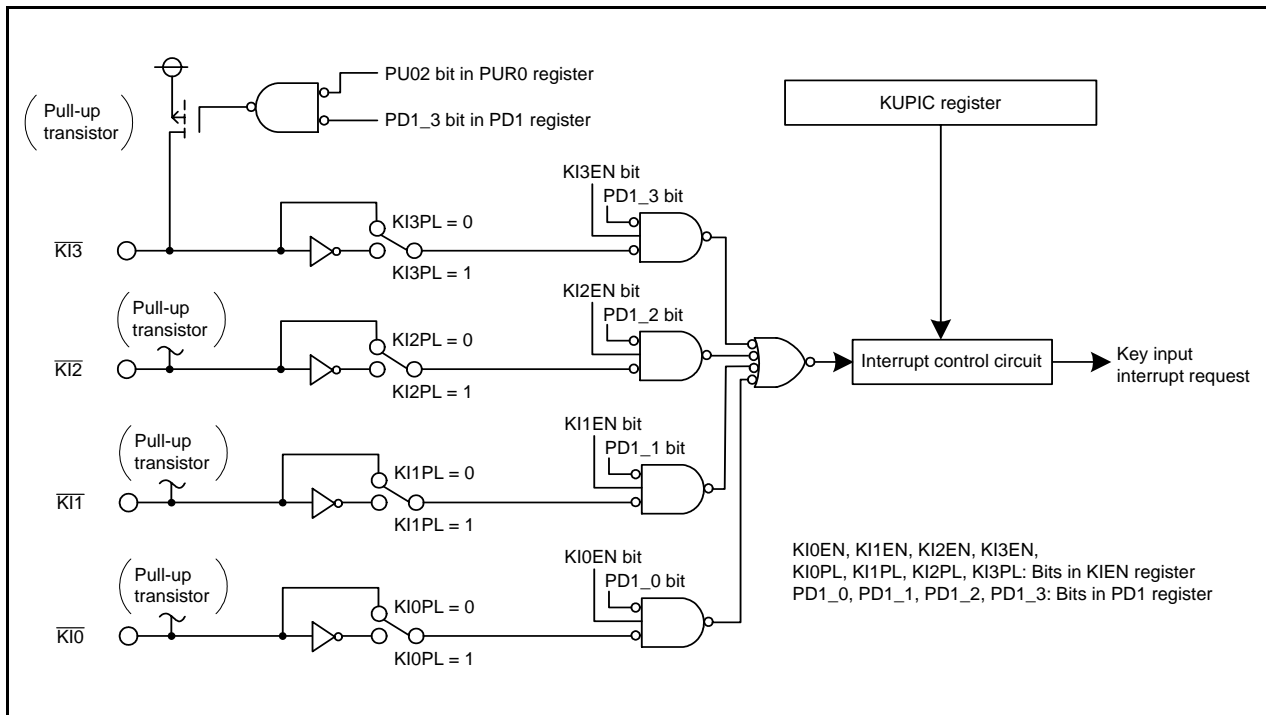 PU02 bit in PUR0 register
PD1_3 bit in PD1 register
Pull-up
transistor
KUPIC register
KI3EN bit
PD1_3 bit
KI3PL = 0
KI3
KI3PL = 1
Pull-up
transistor
KI2EN bit
PD1_2 bit
KI2PL = 0
KI2
KI2PL = 1
Interrupt control circuit
Key input
interrupt request
Pull-up
transistor
KI1EN bit
PD1_1 bit
KI1PL = 0
KI1
KI1PL = 1
Pull-up
transistor
KI0EN bit
PD1_0 bit
KI0PL = 0
KI0
KI0PL = 1
KI0EN, KI1EN, KI2EN, KI3EN,
KI0PL, KI1PL, KI2PL, KI3PL: Bits in KIEN register
PD1_0, PD1_1, PD1_2, PD1_3: Bits in PD1 register